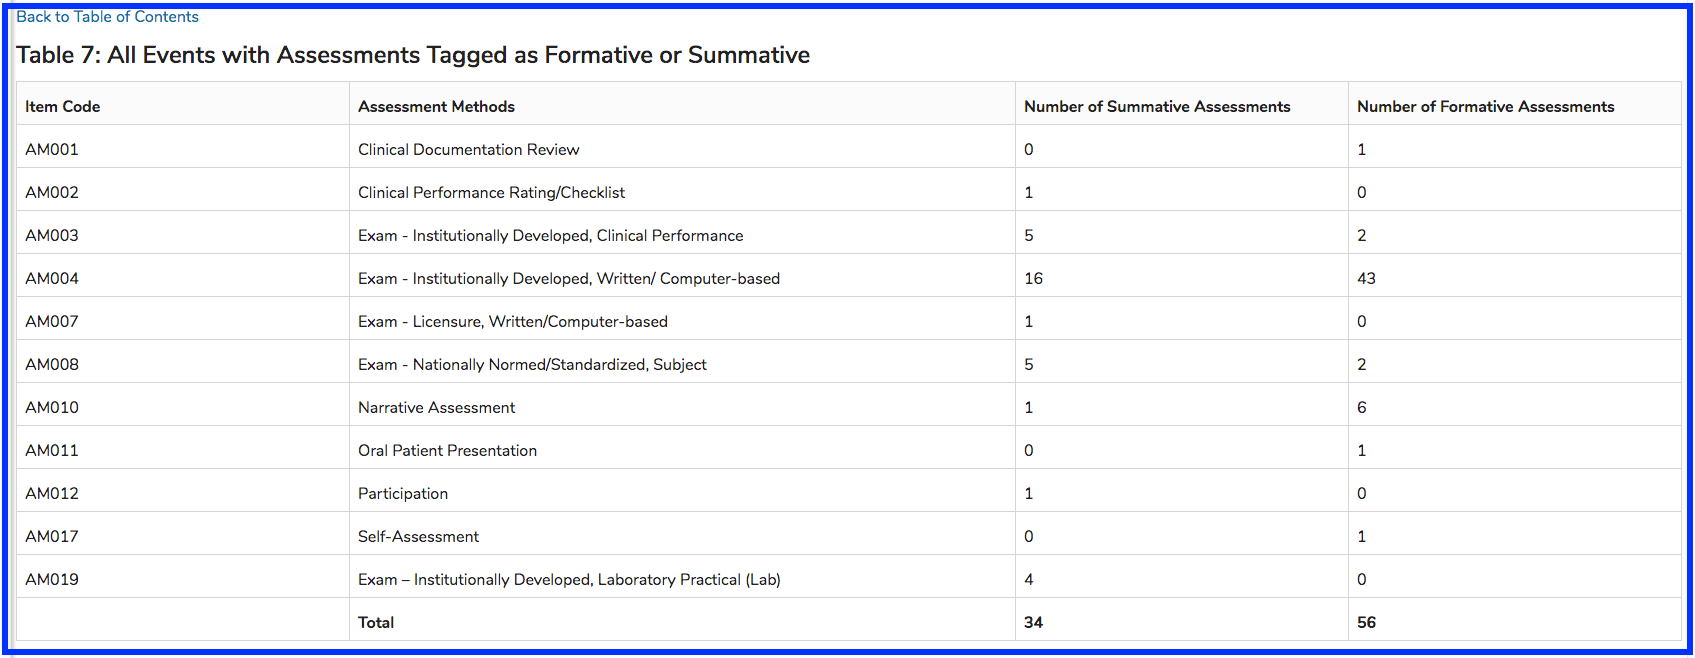 Back to Table of Contents
Table 7: All Events with Assessments Tagged as Formative or Summative
Item Code Assessment Methods Number of Summative Assessments Number of Formative Assessments
AM001 Clinical Documentation Review 0 1
AM002 Clinical Performance Rating/Checklist 1 0
AM003 Exam - Institutionally Developed, Clinical Performance 5 2
AM004 Exam - Institutionally Developed, Written/ Computer-based 16 43
AM007 Exam - Licensure, Written/Computer-based 1 0
AM008 Exam - Nationally Normed/Standardized, Subject 5 2
AM010 Narrative Assessment 1 6
AM011 Oral Patient Presentation 0 1
AM012 Participation 1 0
AM017 Self-Assessment 0 1
AM019 Exam – Institutionally Developed, Laboratory Practical (Lab) 4 0
Total 34 56